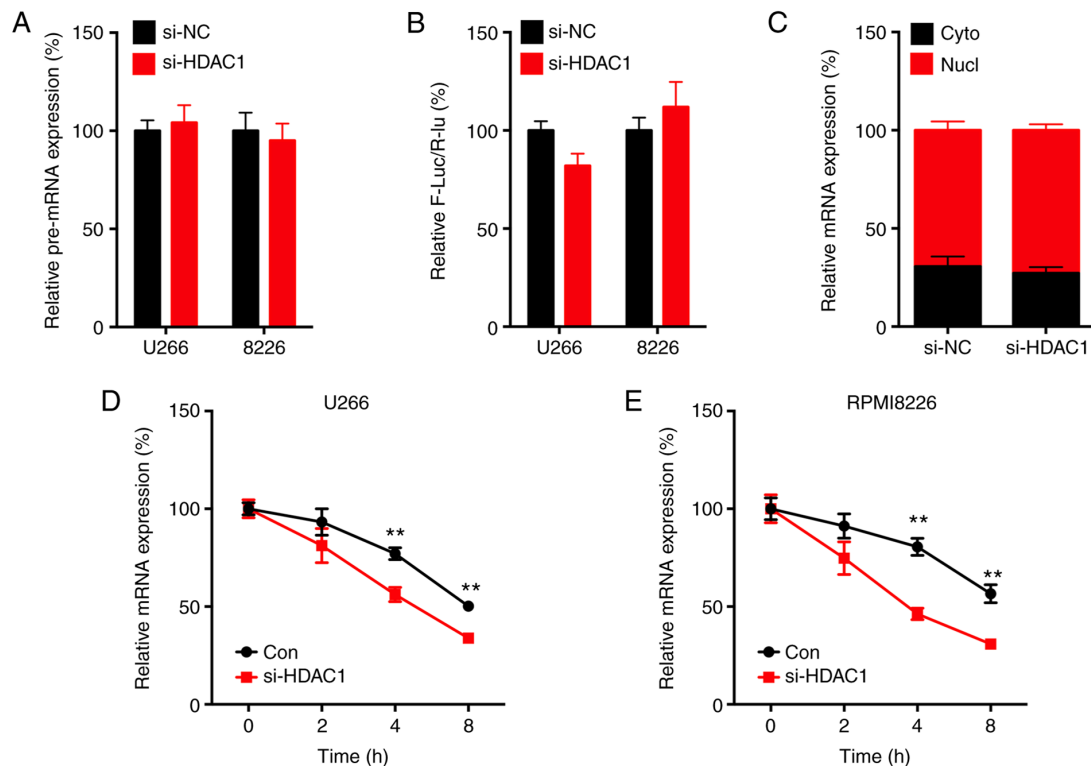 A
si-NC
si-HDAC1
Relative pre-mRNA expression (%)
150
100
50
0
U266
8226
B
si-NC
si-HDAC1
Relative F-Luc/R-lu (%)
150
100
50
0
U266
8226
C
Cyto
Nucl
Relative mRNA expression (%)
150
100
50
0
si-NC
si-HDAC1
D
U266
Relative mRNA expression (%)
150
100
50
0
**
**
Con
si-HDAC1
0
2
4
8
Time (h)
E
RPMI8226
Relative mRNA expression (%)
150
100
50
0
**
**
Con
si-HDAC1
0
2
4
8
Time (h)